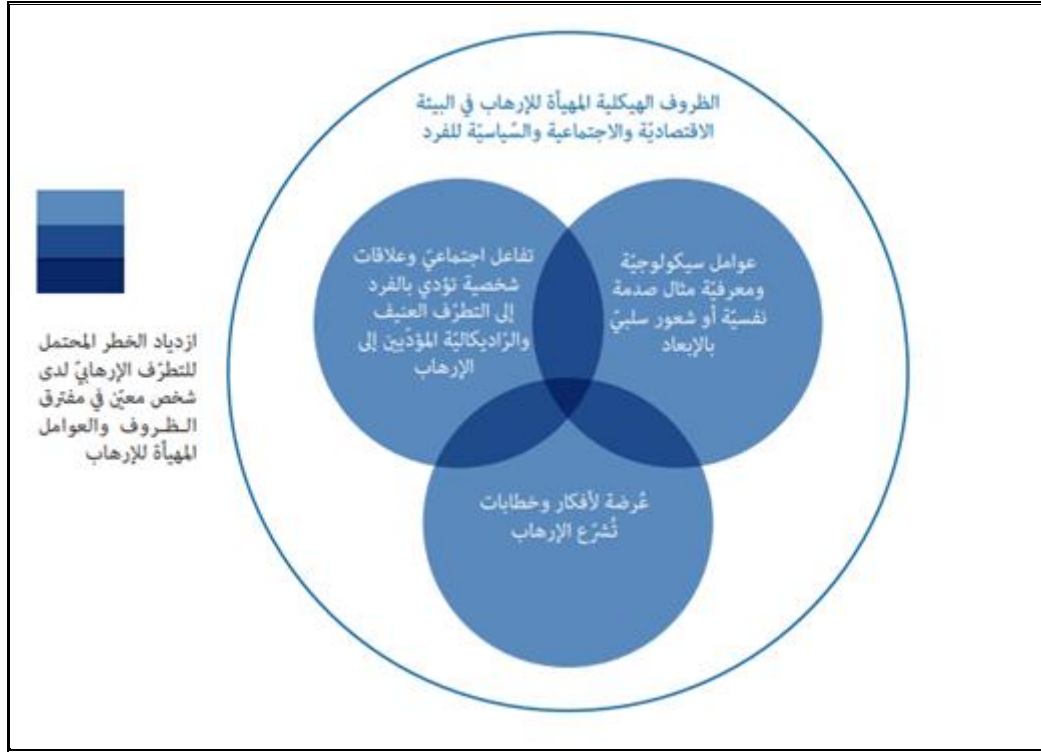 الظروف الهيكلية المهيأة للإرهاب في البيئة
الاقتصاديّة والاجتماعية والسّياسيّة للفرد
عوامل سيكولوجيّة
ومعرفيّة مثال صدمة
نفسيّة أو شعور سلبيّ
بالإبعاد
تفاعل اجتماعيّ وعلاقات
شخصية تؤدي بالفرد
إلى التطرّف العنيف
والرّاديكاليّة المؤدّيين إلى
الإرهاب
عُرضة لأفكار وخطابات
تُشرّع الإرهاب
ازدياد الخطر المحتمل
للتطرّف الإرهابيّ لدى
شخص معيّن في مفترق
الـظـروف والعوامل
المهيأة للإرهاب